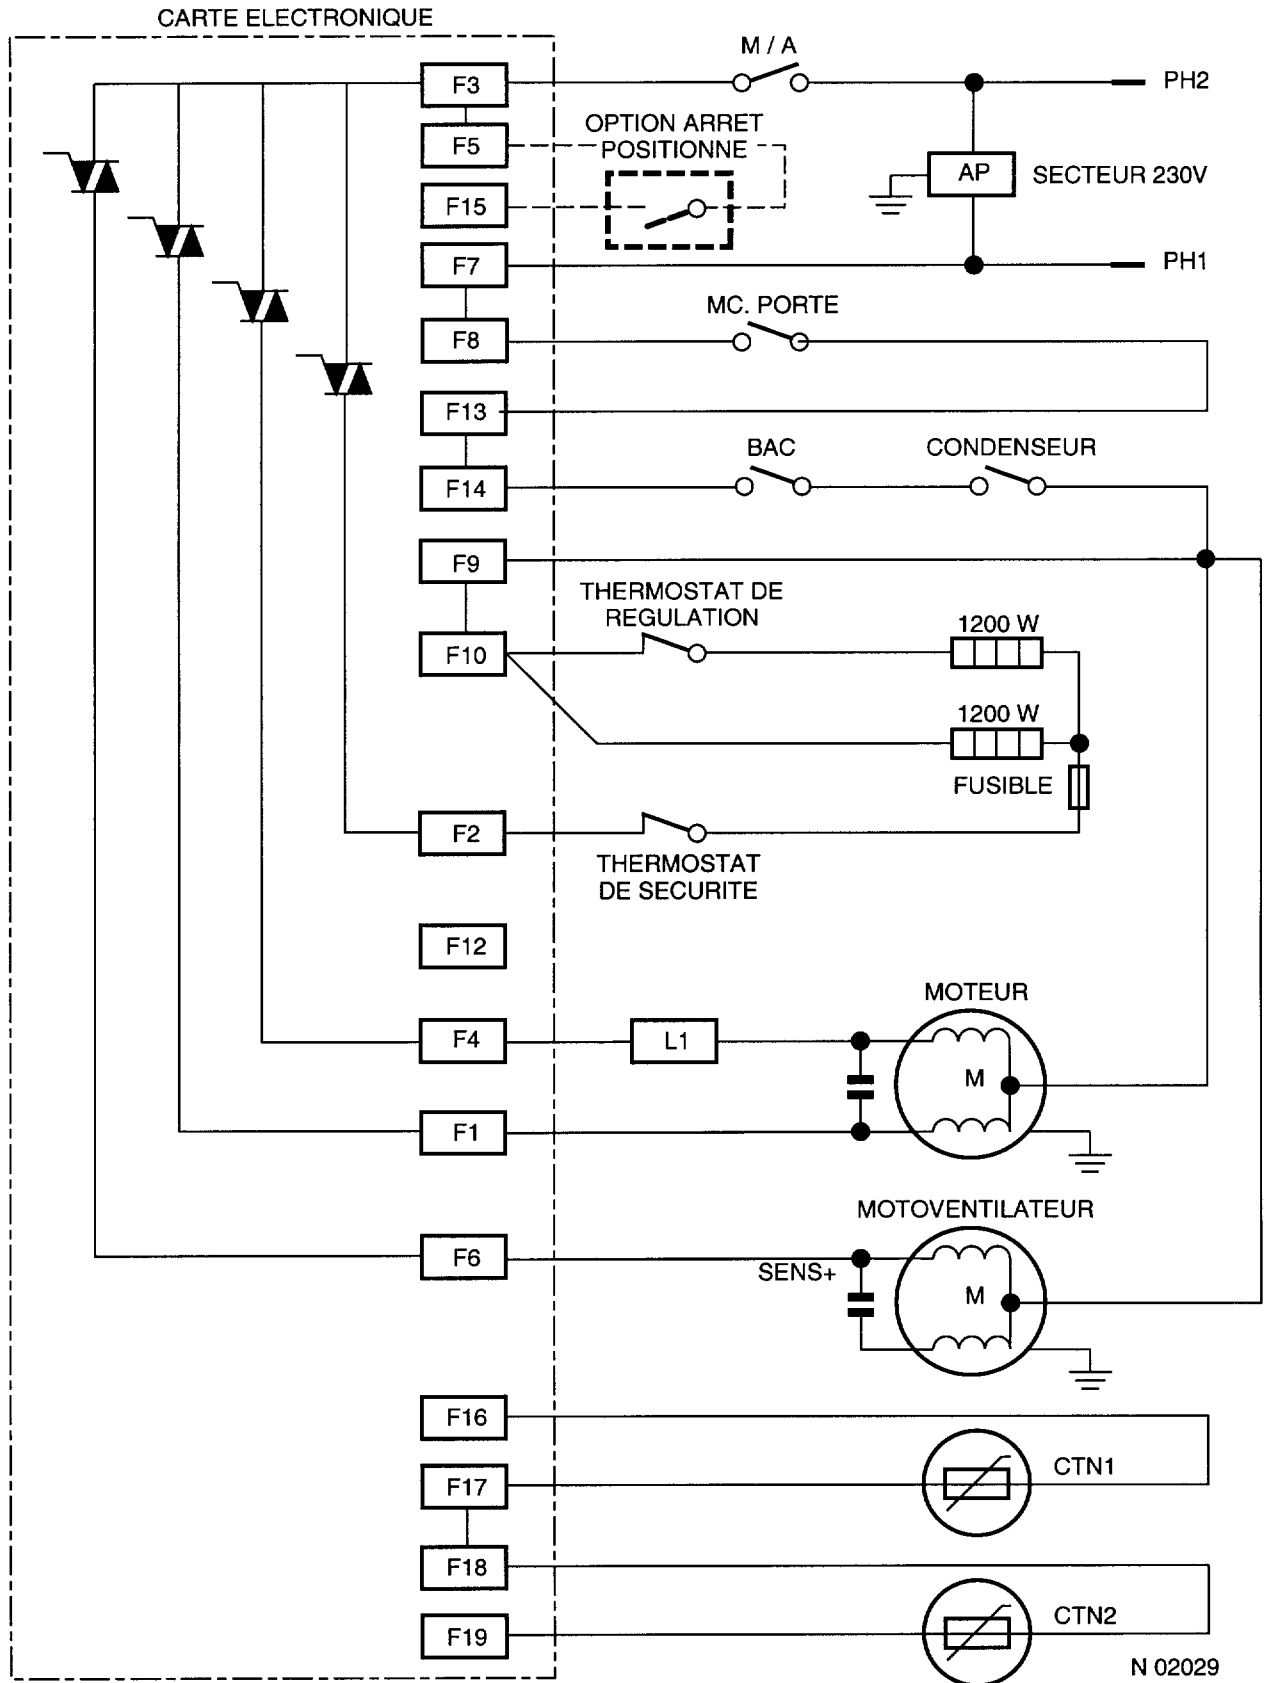 CARTE ELECTRONIQUE
M / A
F3
PH2
OPTION ARRET
POSITIONNE
F5
AP
SECTEUR 230V
F15
F7
PH1
MC. PORTE
F8
F13
BAC
CONDENSEUR
F14
F9
THERMOSTAT DE
REGULATION
1200 W
F10
1200 W
FUSIBLE
F2
THERMOSTAT
DE SECURITE
F12
MOTEUR
F4
L1
M
F1
MOTOVENTILATEUR
F6
SENS+
M
F16
CTN1
F17
F18
CTN2
F19
N 02029